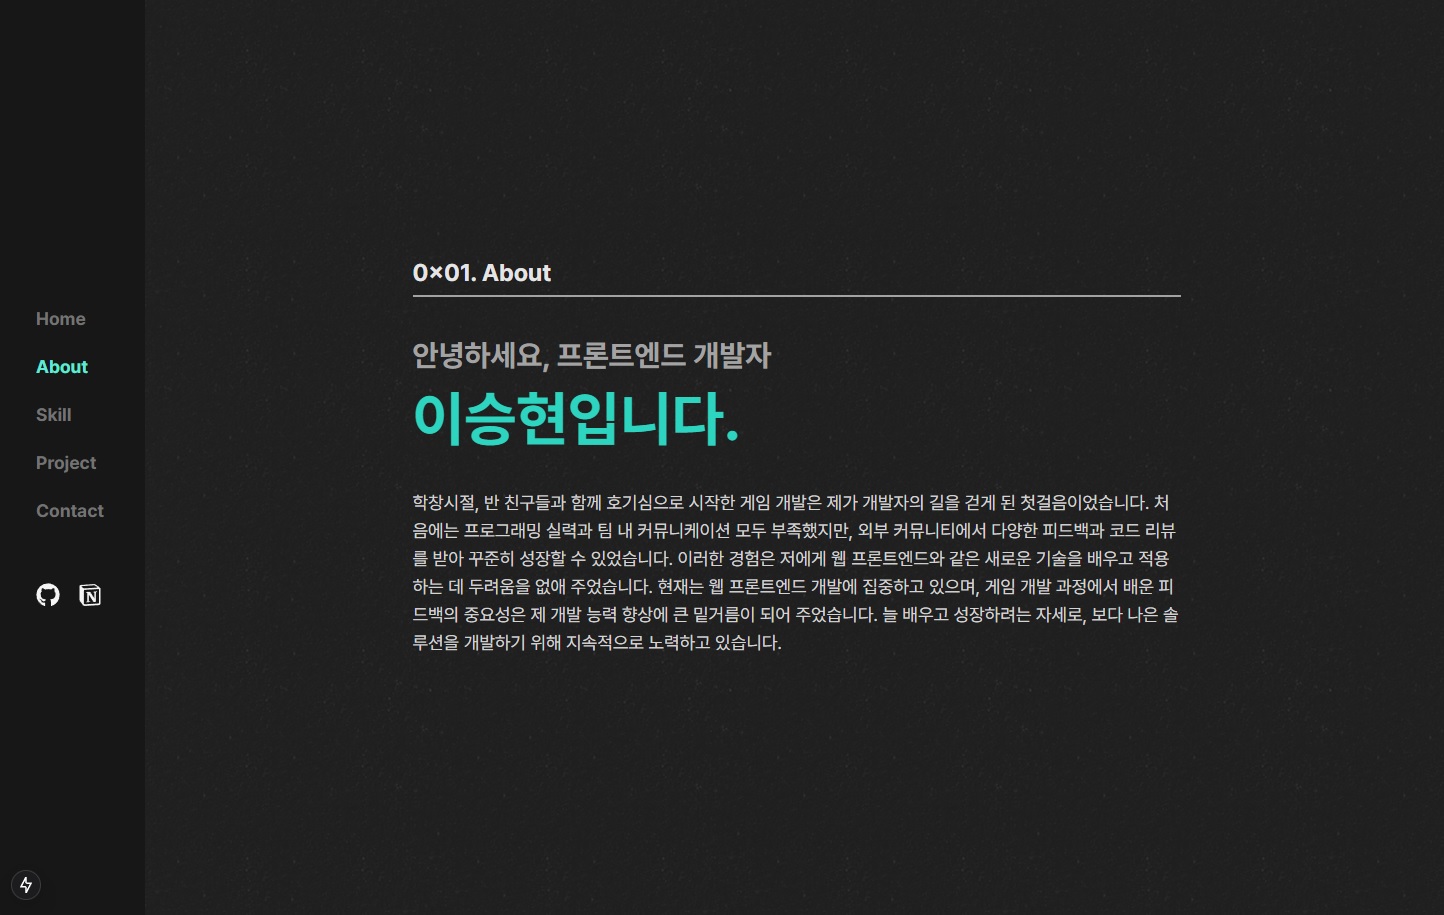 Home
About
Skill
Project
Contact
N
0×01. About
안녕하세요, 프론트엔드 개발자
이승현입니다.
학창시절, 반 친구들과 함께 호기심으로 시작한 게임 개발은 제가 개발자의 길을 걷게 된 첫걸음이었습니다. 처
음에는 프로그래밍 실력과 팀 내 커뮤니케이션 모두 부족했지만, 외부 커뮤니티에서 다양한 피드백과 코드 리뷰
를 받아 꾸준히 성장할 수 있었습니다. 이러한 경험은 저에게 웹 프론트엔드와 같은 새로운 기술을 배우고 적용
하는 데 두려움을 없애 주었습니다. 현재는 웹 프론트엔드 개발에 집중하고 있으며, 게임 개발 과정에서 배운 피
드백의 중요성은 제 개발 능력 향상에 큰 밑거름이 되어 주었습니다. 늘 배우고 성장하려는 자세로, 보다 나은 솔
루션을 개발하기 위해 지속적으로 노력하고 있습니다.